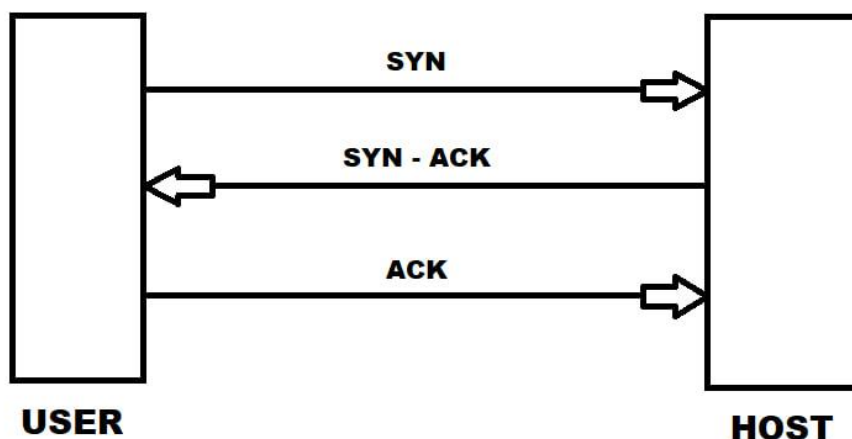 SYN
SYN - ACK
ACK
USER
HOST